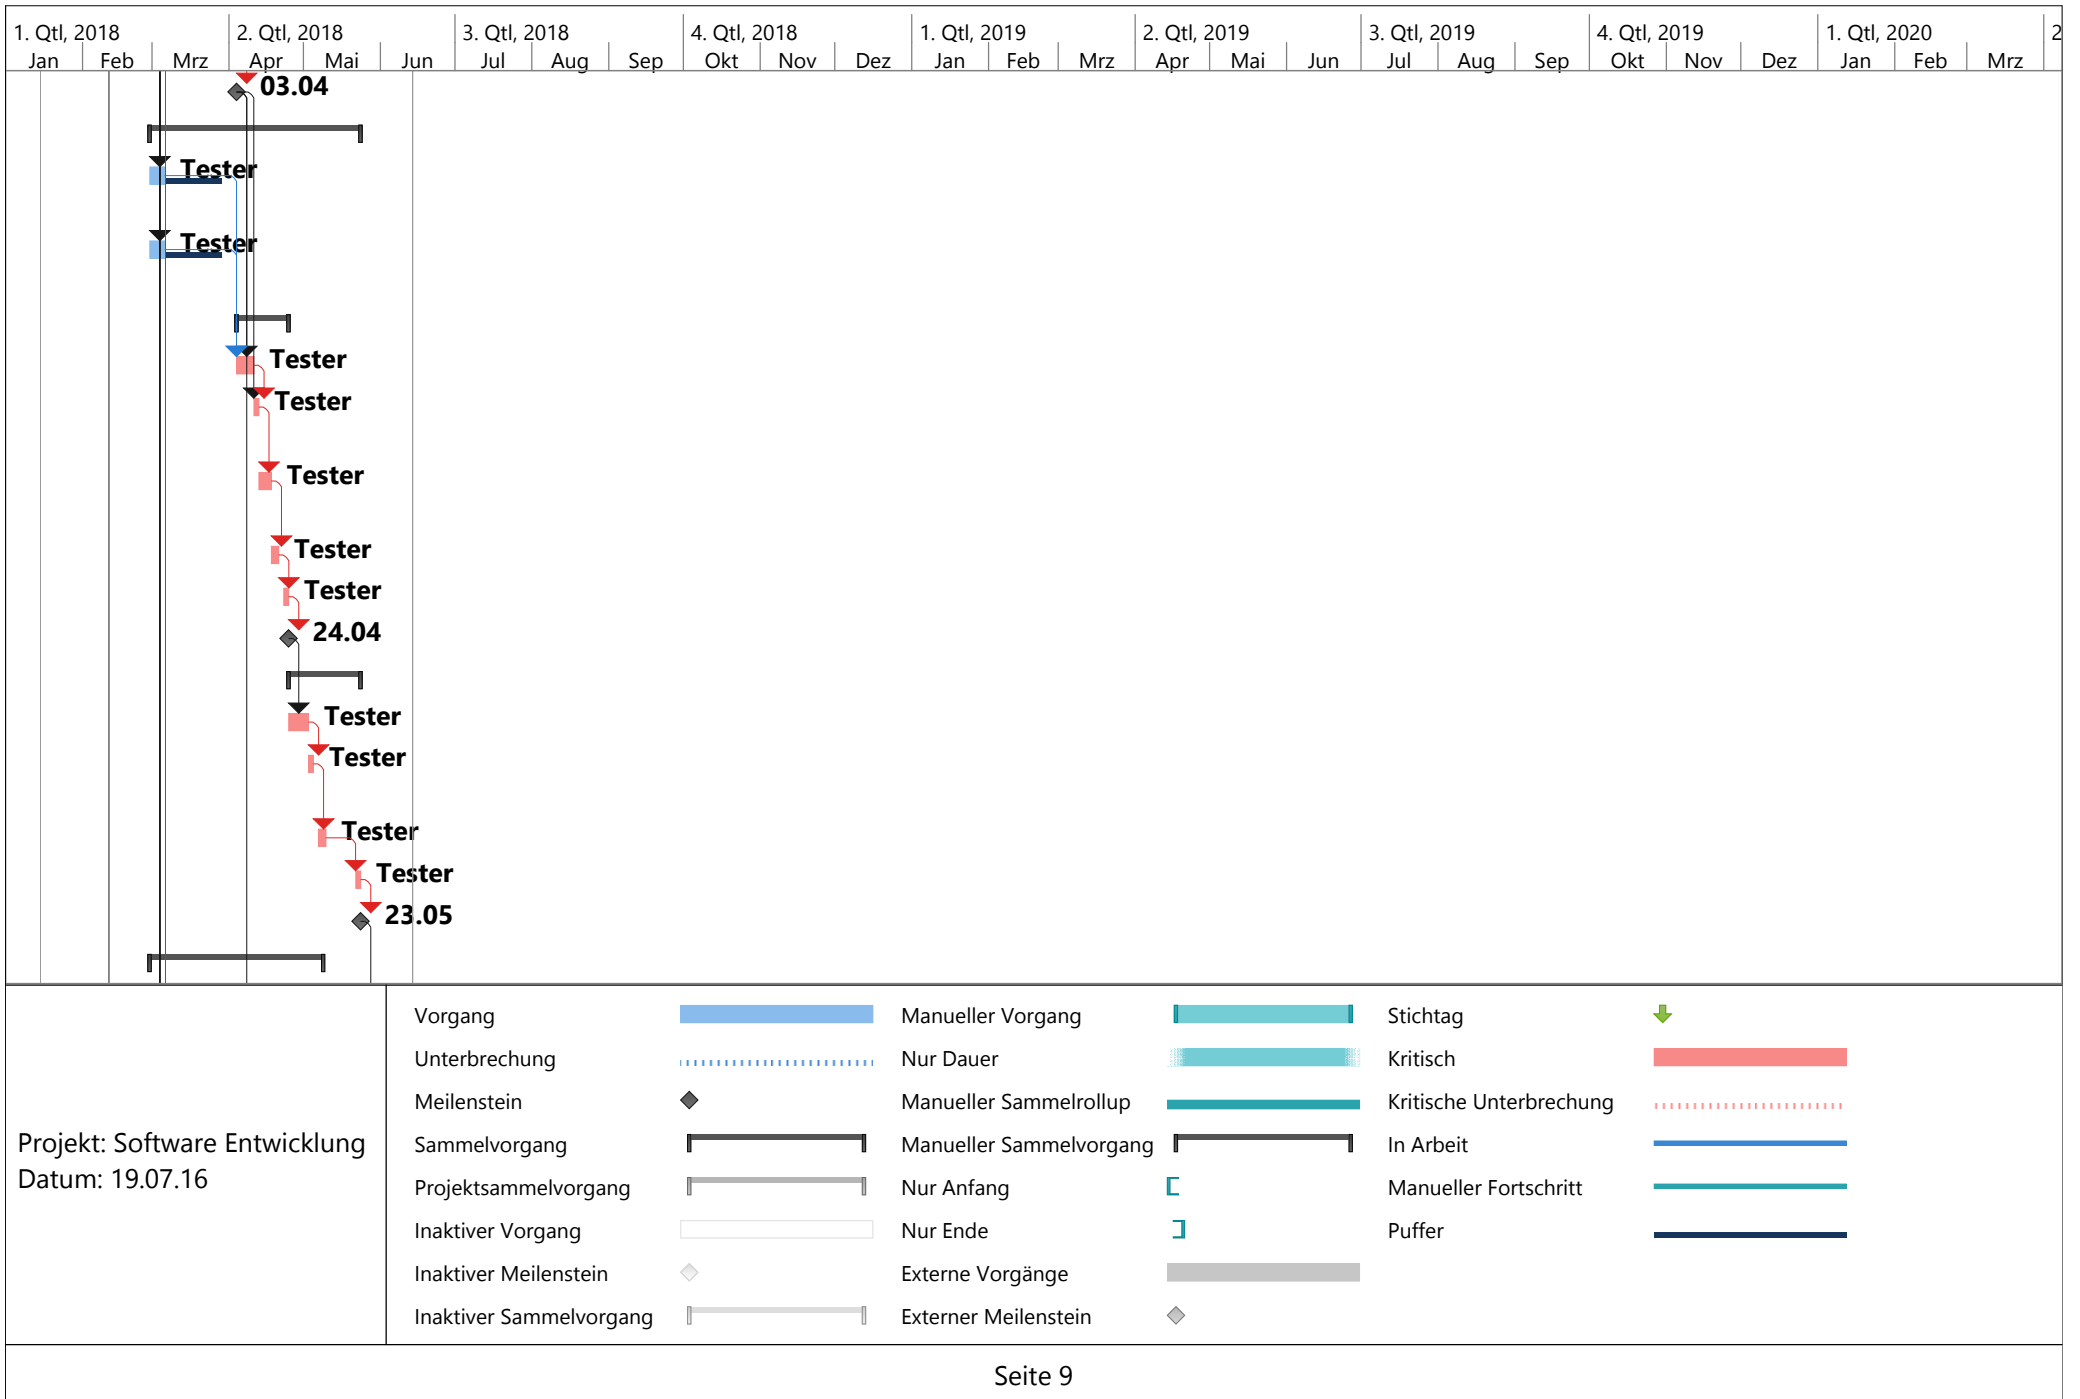 1. Qtl, 2018 2. Qtl, 2018 3. Qtl, 2018 4. Qtl, 2018 1. Qtl, 2019 2. Qtl, 2019 3. Qtl, 2019 4. Qtl, 2019 1. Qtl, 2020 2
Jan Feb Mrz Apr Mai Jun Jul Aug Sep Okt Nov Dez Jan Feb Mrz Apr Mai Jun Jul Aug Sep Okt Nov Dez Jan Feb Mrz
03.04
Tester
Tester
Tester
Tester
Tester
Tester
Tester
24.04
Tester
Tester
Tester
Tester
23.05
Projekt: Software Entwicklung
Datum: 19.07.16
Vorgang
Unterbrechung
Meilenstein
Sammelvorgang
Projektsammelvorgang
Inaktiver Vorgang
Inaktiver Meilenstein
Inaktiver Sammelvorgang
Manueller Vorgang
Nur Dauer
Manueller Sammelrollup
Manueller Sammelvorgang
Nur Anfang
Nur Ende
Externe Vorgänge
Externer Meilenstein
Stichtag
Kritisch
Kritische Unterbrechung
In Arbeit
Manueller Fortschritt
Puffer
Seite 9